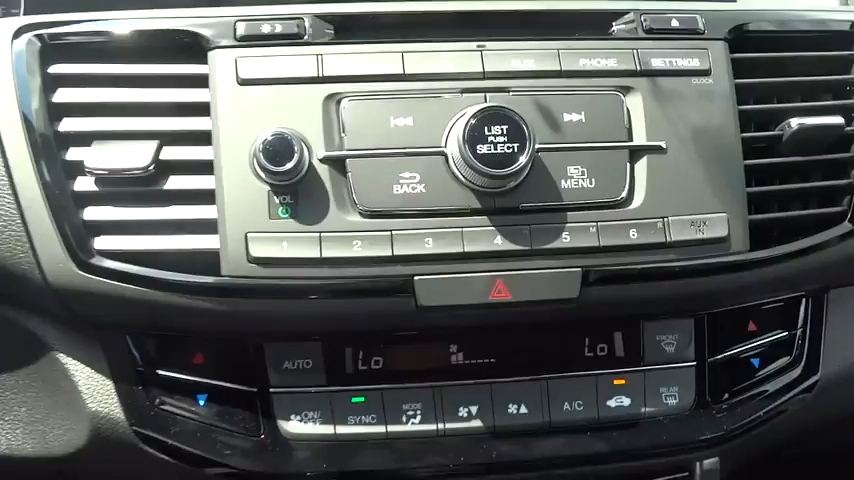 AUX PHONE SETTINGS
CLOCK
LIST
PUSH
SELECT
BACK MENU
VOL
1 2 3 4 5 6 AUX IN
AUTO Lo Lo FRONT
ON/OFF SYNC MODE A/C REAR